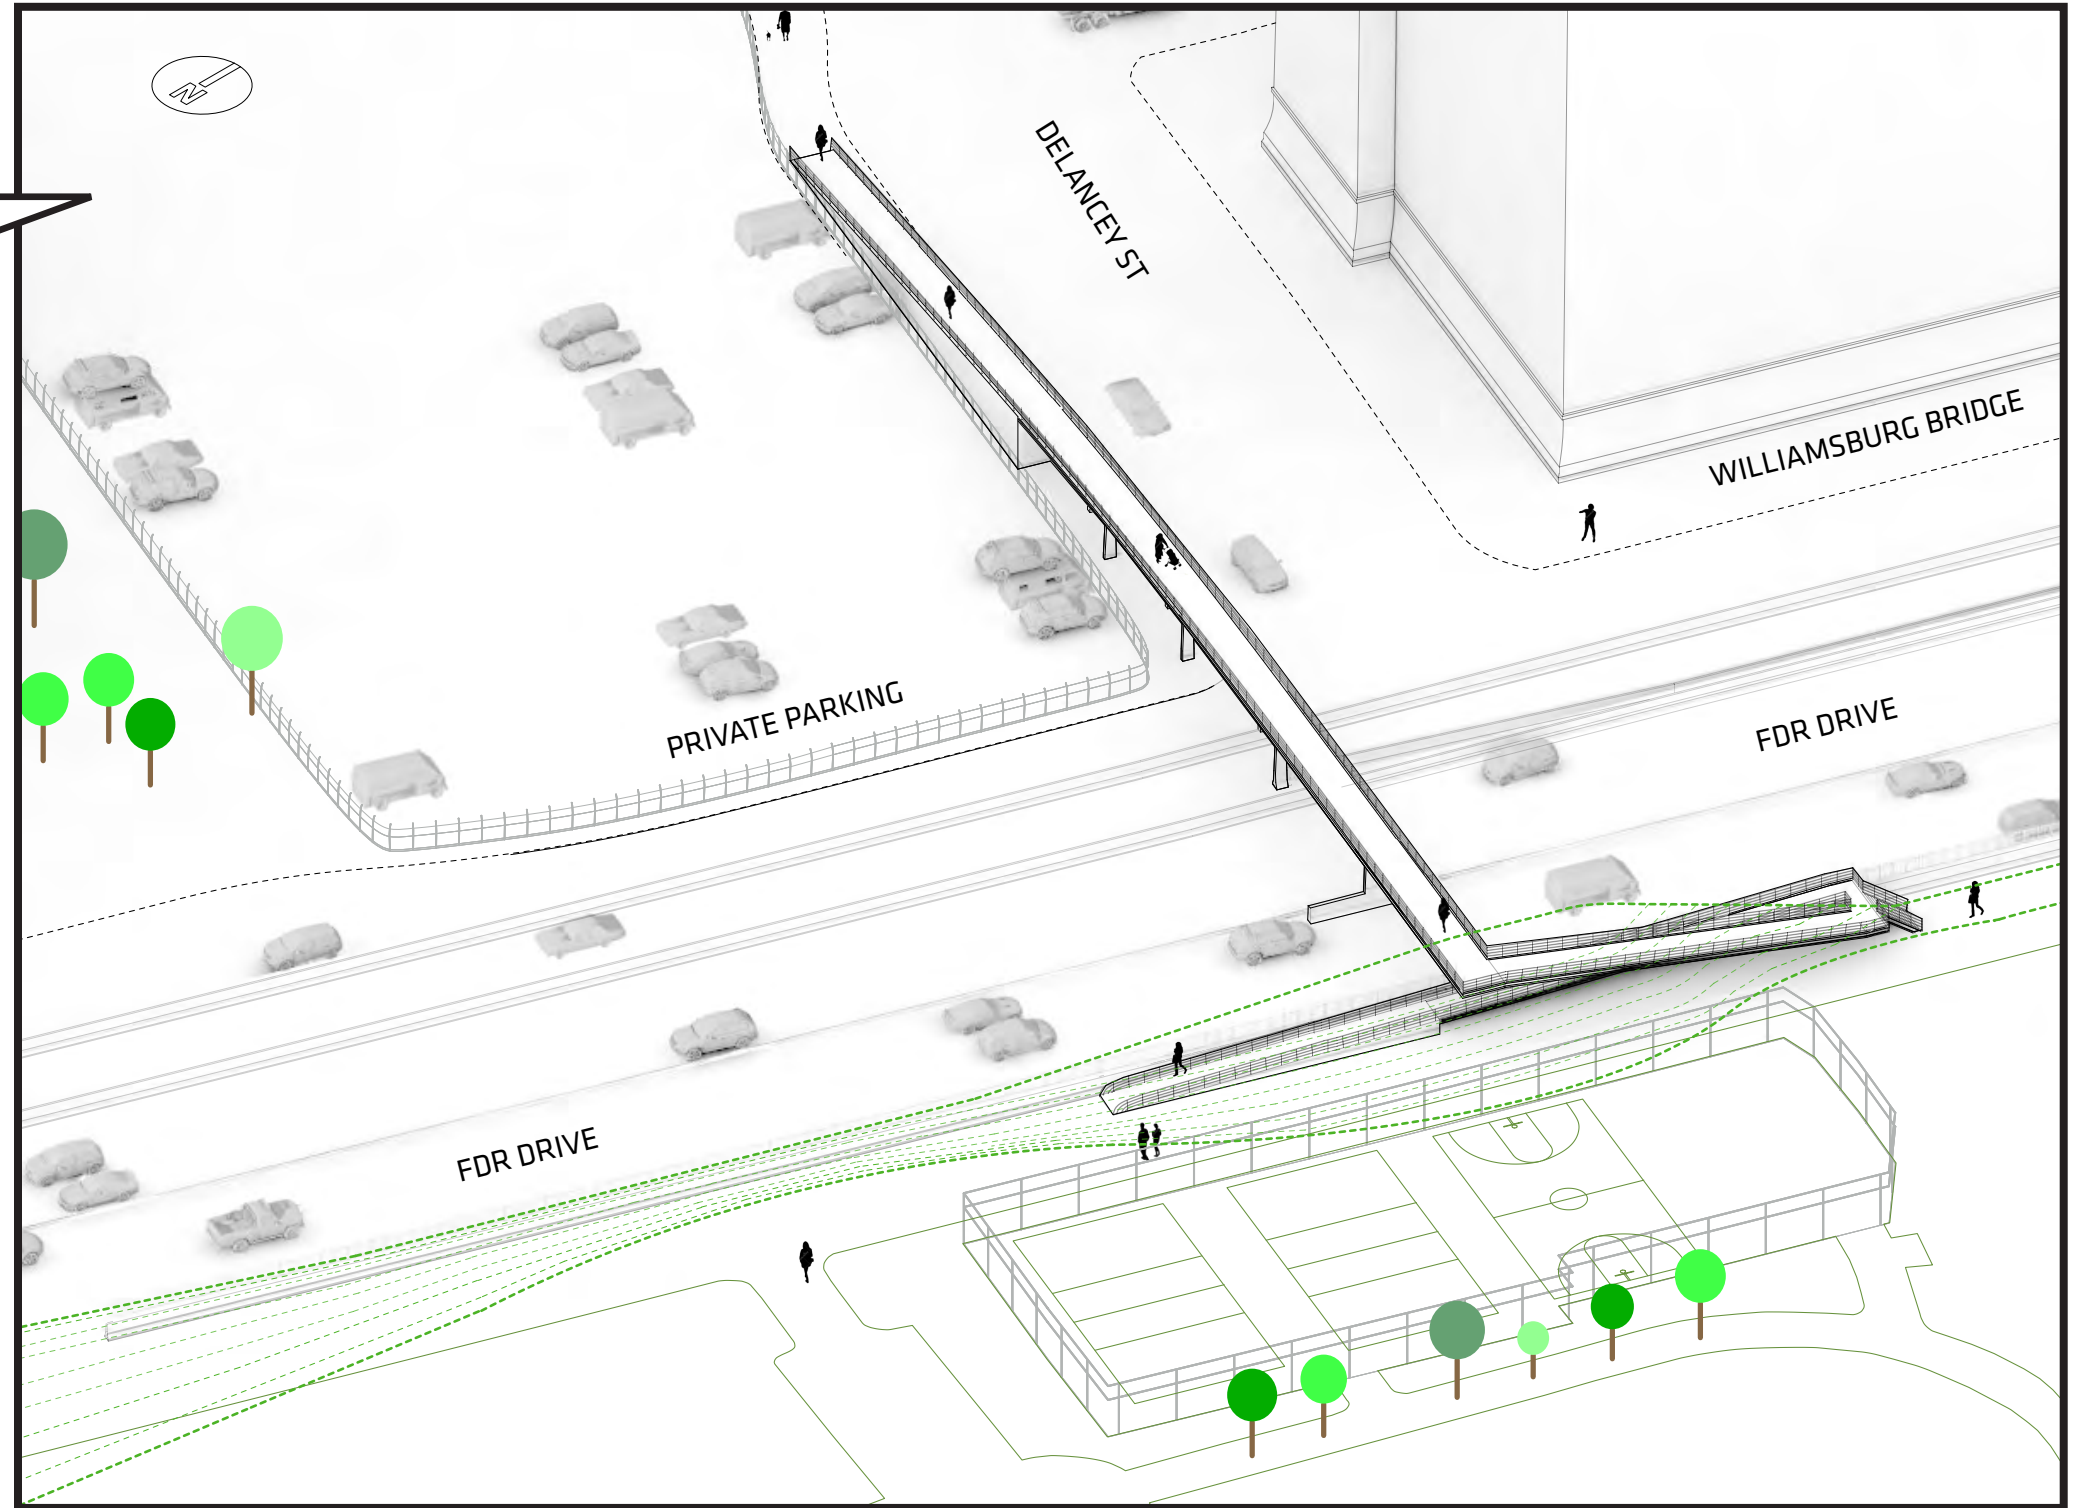 N
DELANCEY ST
WILLIAMSBURG BRIDGE
PRIVATE PARKING
FDR DRIVE
FDR DRIVE